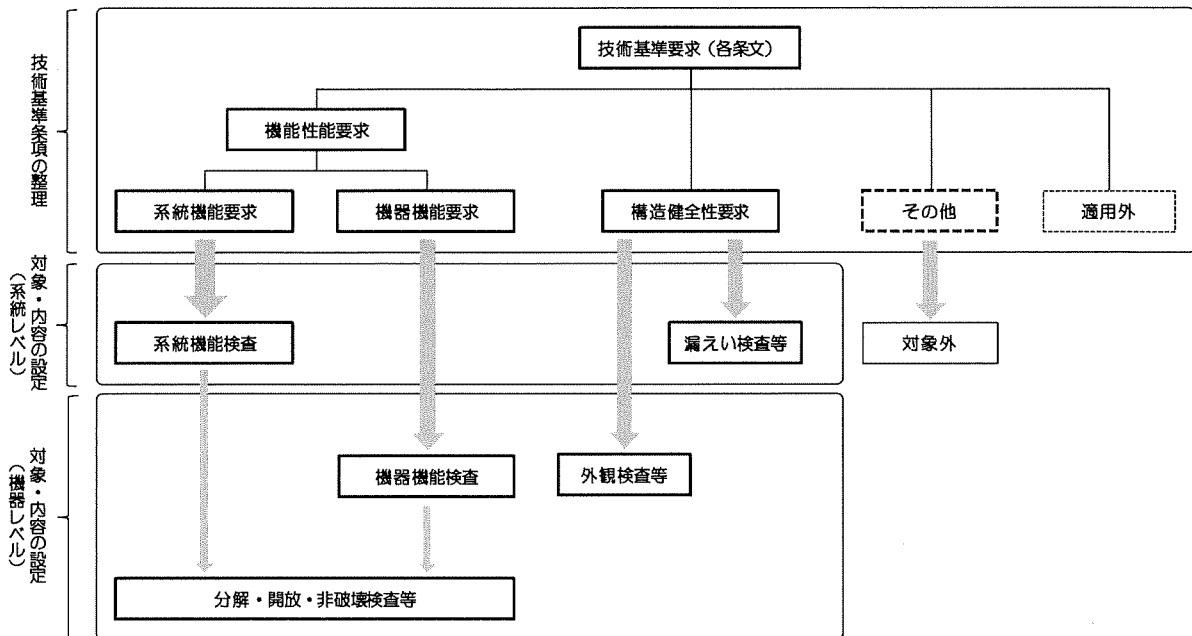 技術基準条項の整理
技術基準要求(各条文)
機能性能要求
系統機能要求
機器機能要求
構造健全性要求
その他
適用外
対象・内容の設定
(系統レベル)
系統機能検査
漏えい検査等
対象外
対象・内容の設定
(機器レベル)
機器機能検査
外観検査等
分解・開放・非破壊検査等